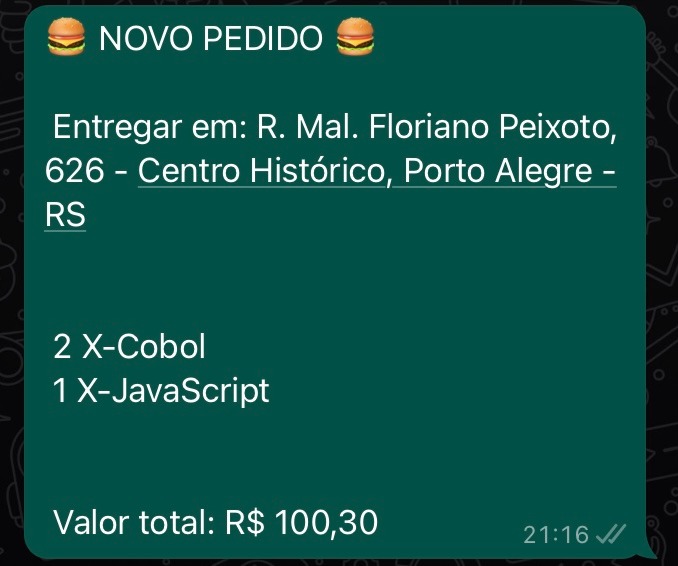 🍔 NOVO PEDIDO 🍔
Entregar em: R. Mal. Floriano Peixoto,
626 - Centro Histórico, Porto Alegre -
RS
2 X-Cobol
1 X-JavaScript
Valor total: R$ 100,30
21:16